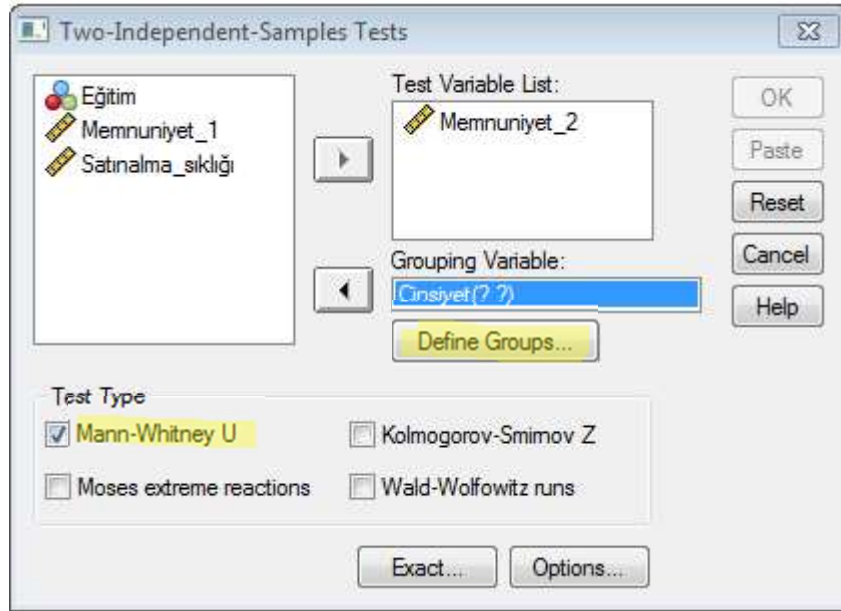 Two-Independent-Samples Tests
Eğitim
Memnuniyet_1
Satınalma_sıklığı
Test Variable List:
Memnuniyet_2
Grouping Variable:
Cinsiyet(? ?)
Define Groups...
OK
Paste
Reset
Cancel
Help
Test Type
Mann-Whitney U
Kolmogorov-Smirnov Z
Moses extreme reactions
Wald-Wolfowitz runs
Exact...
Options...